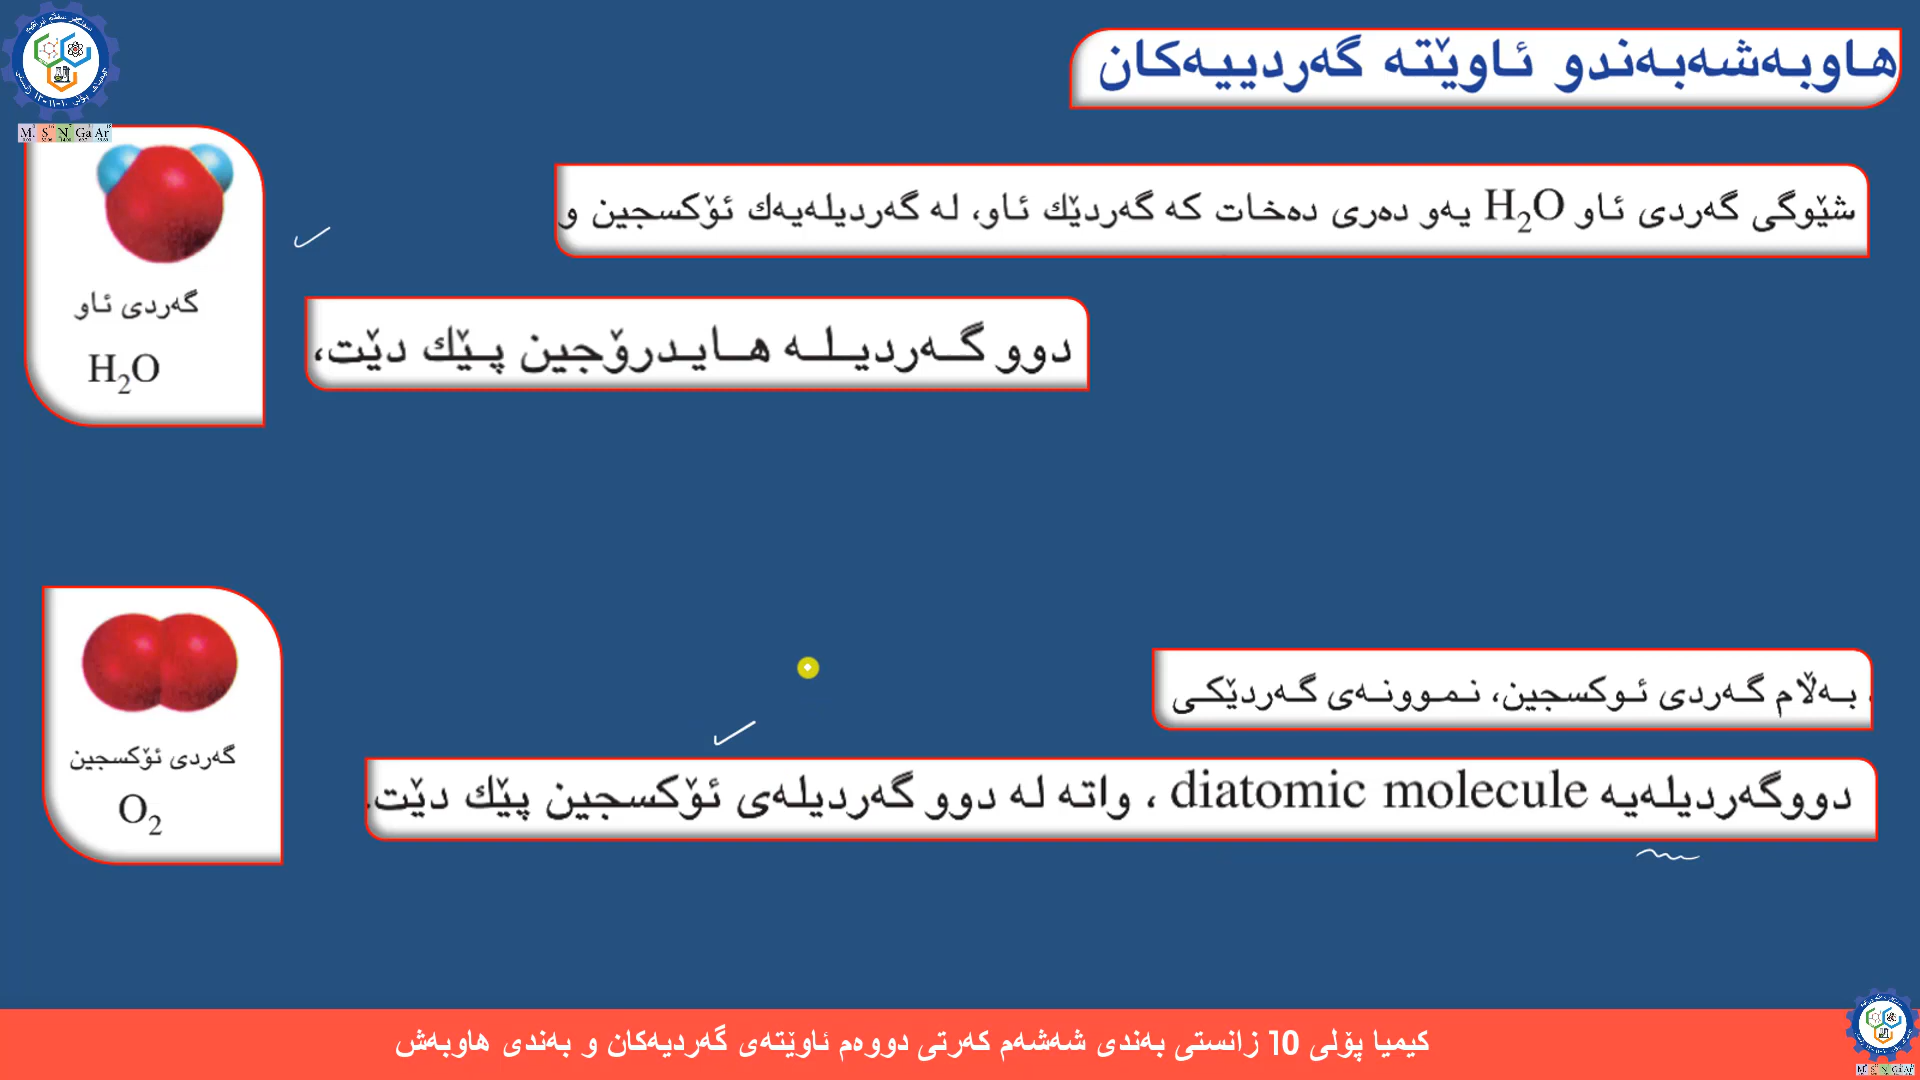 هاوبەشەبەندو ئاوێتە گەردییەکان
شێوگی گەردی ئاو H₂O یەو دەری دەخات کە گەردێك ئاو، لە گەردیلەیەك ئۆکسجین و
گەردی ئاو
H₂O
دوو گەردیلە هایدرۆجین پێك دێت،
، بەڵام گەردی ئوکسجین، نموونەی گەردێکی
دووگەردیلەیە diatomic molecule ، واتە لە دوو گەردیلەی ئۆکسجین پێك دێت.
گەردی ئۆکسجین
O₂
کیمیا پۆلی 10 زانستی بەندی شەشەم کەرتی دووەم ئاوێتەی گەردیەکان و بەندی هاوبەش
M S N Ga Ar